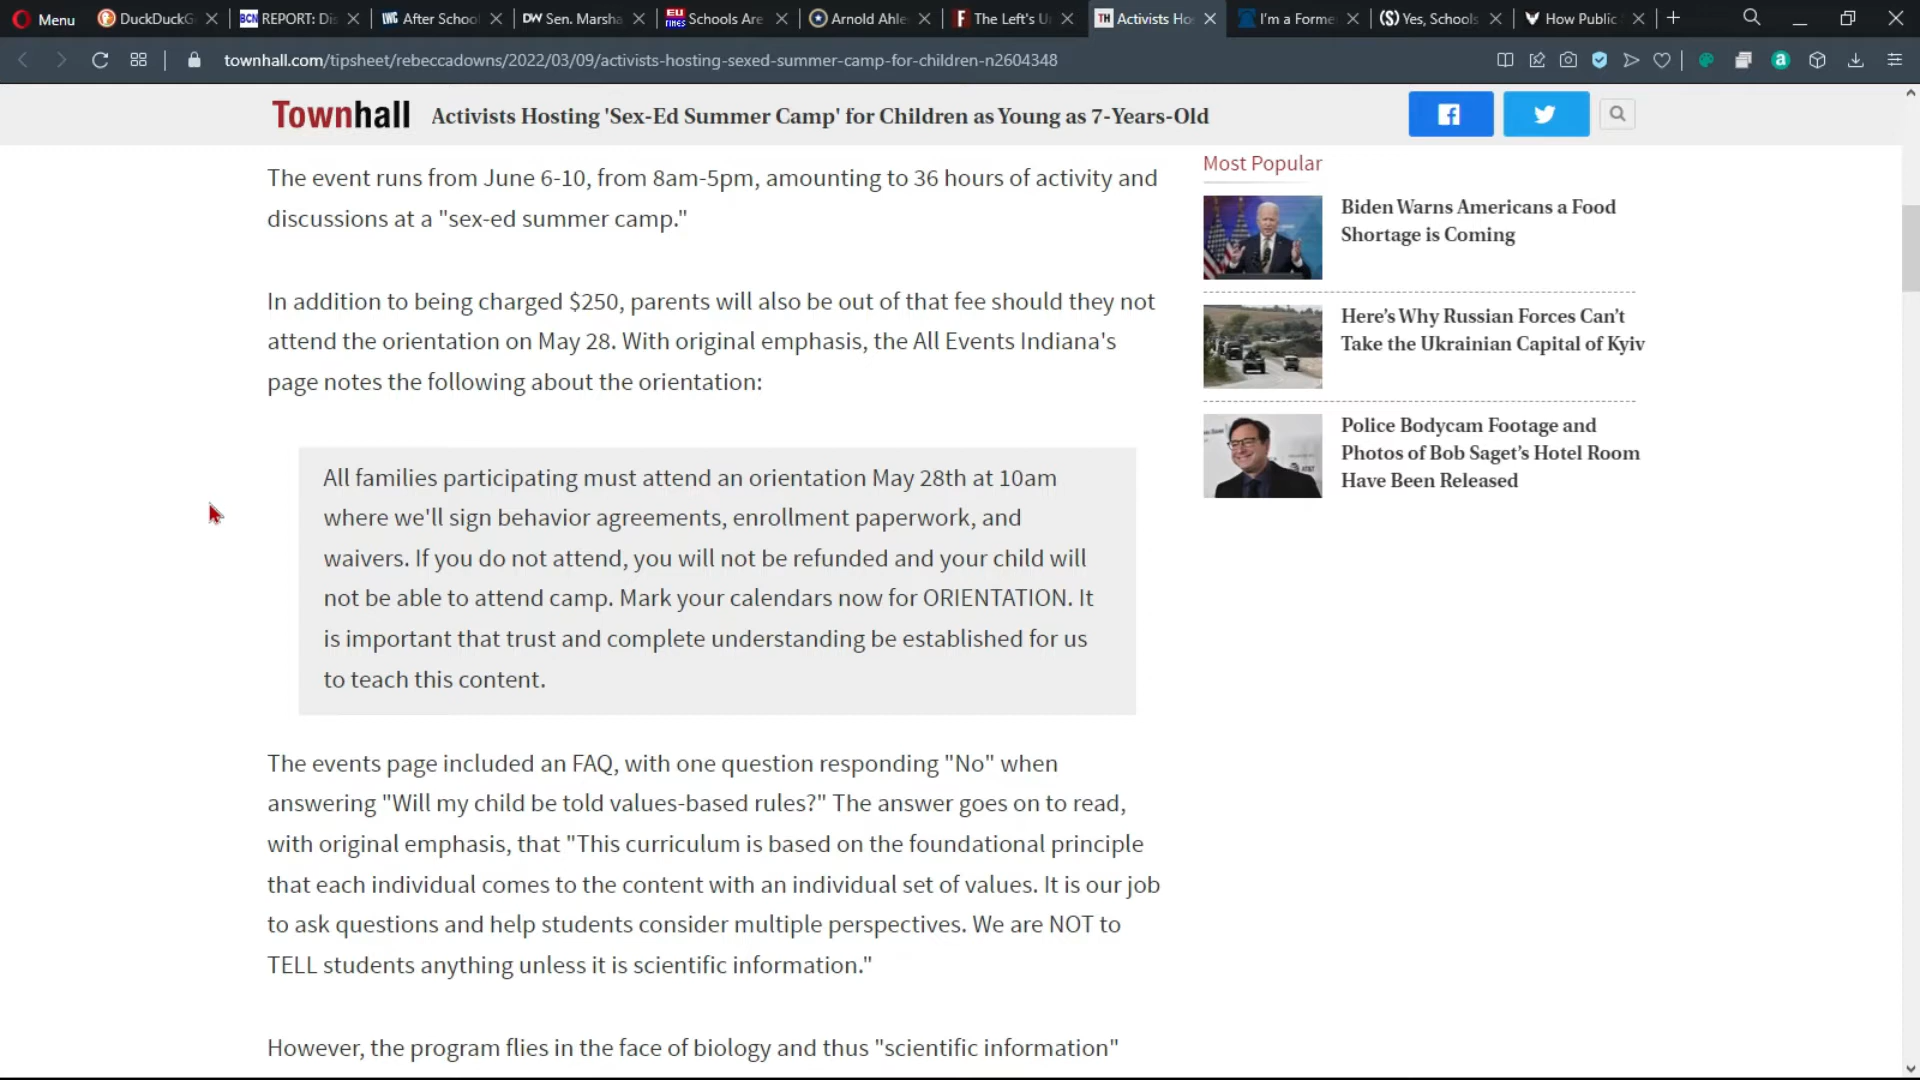 Menu
DuckDuckG
BCN REPORT: Dis
IWC After School
DW Sen. Marsha
EU TIMES Schools Are
Arnold Ahle
F The Left's U
TH Activists Ho
I'm a Forme
(S) Yes, Schools
How Public
townhall.com/tipsheet/rebeccadowns/2022/03/09/activists-hosting-sexed-summer-camp-for-children-n2604348
Townhall Activists Hosting 'Sex-Ed Summer Camp' for Children as Young as 7-Years-Old
The event runs from June 6-10, from 8am-5pm, amounting to 36 hours of activity and
discussions at a "sex-ed summer camp."
In addition to being charged $250, parents will also be out of that fee should they not
attend the orientation on May 28. With original emphasis, the All Events Indiana's
page notes the following about the orientation:
All families participating must attend an orientation May 28th at 10am
where we'll sign behavior agreements, enrollment paperwork, and
waivers. If you do not attend, you will not be refunded and your child will
not be able to attend camp. Mark your calendars now for ORIENTATION. It
is important that trust and complete understanding be established for us
to teach this content.
The events page included an FAQ, with one question responding "No" when
answering "Will my child be told values-based rules?" The answer goes on to read,
with original emphasis, that "This curriculum is based on the foundational principle
that each individual comes to the content with an individual set of values. It is our job
to ask questions and help students consider multiple perspectives. We are NOT to
TELL students anything unless it is scientific information."
However, the program flies in the face of biology and thus "scientific information"
Most Popular
Biden Warns Americans a Food
Shortage is Coming
Here's Why Russian Forces Can't
Take the Ukrainian Capital of Kyiv
Police Bodycam Footage and
Photos of Bob Saget's Hotel Room
Have Been Released